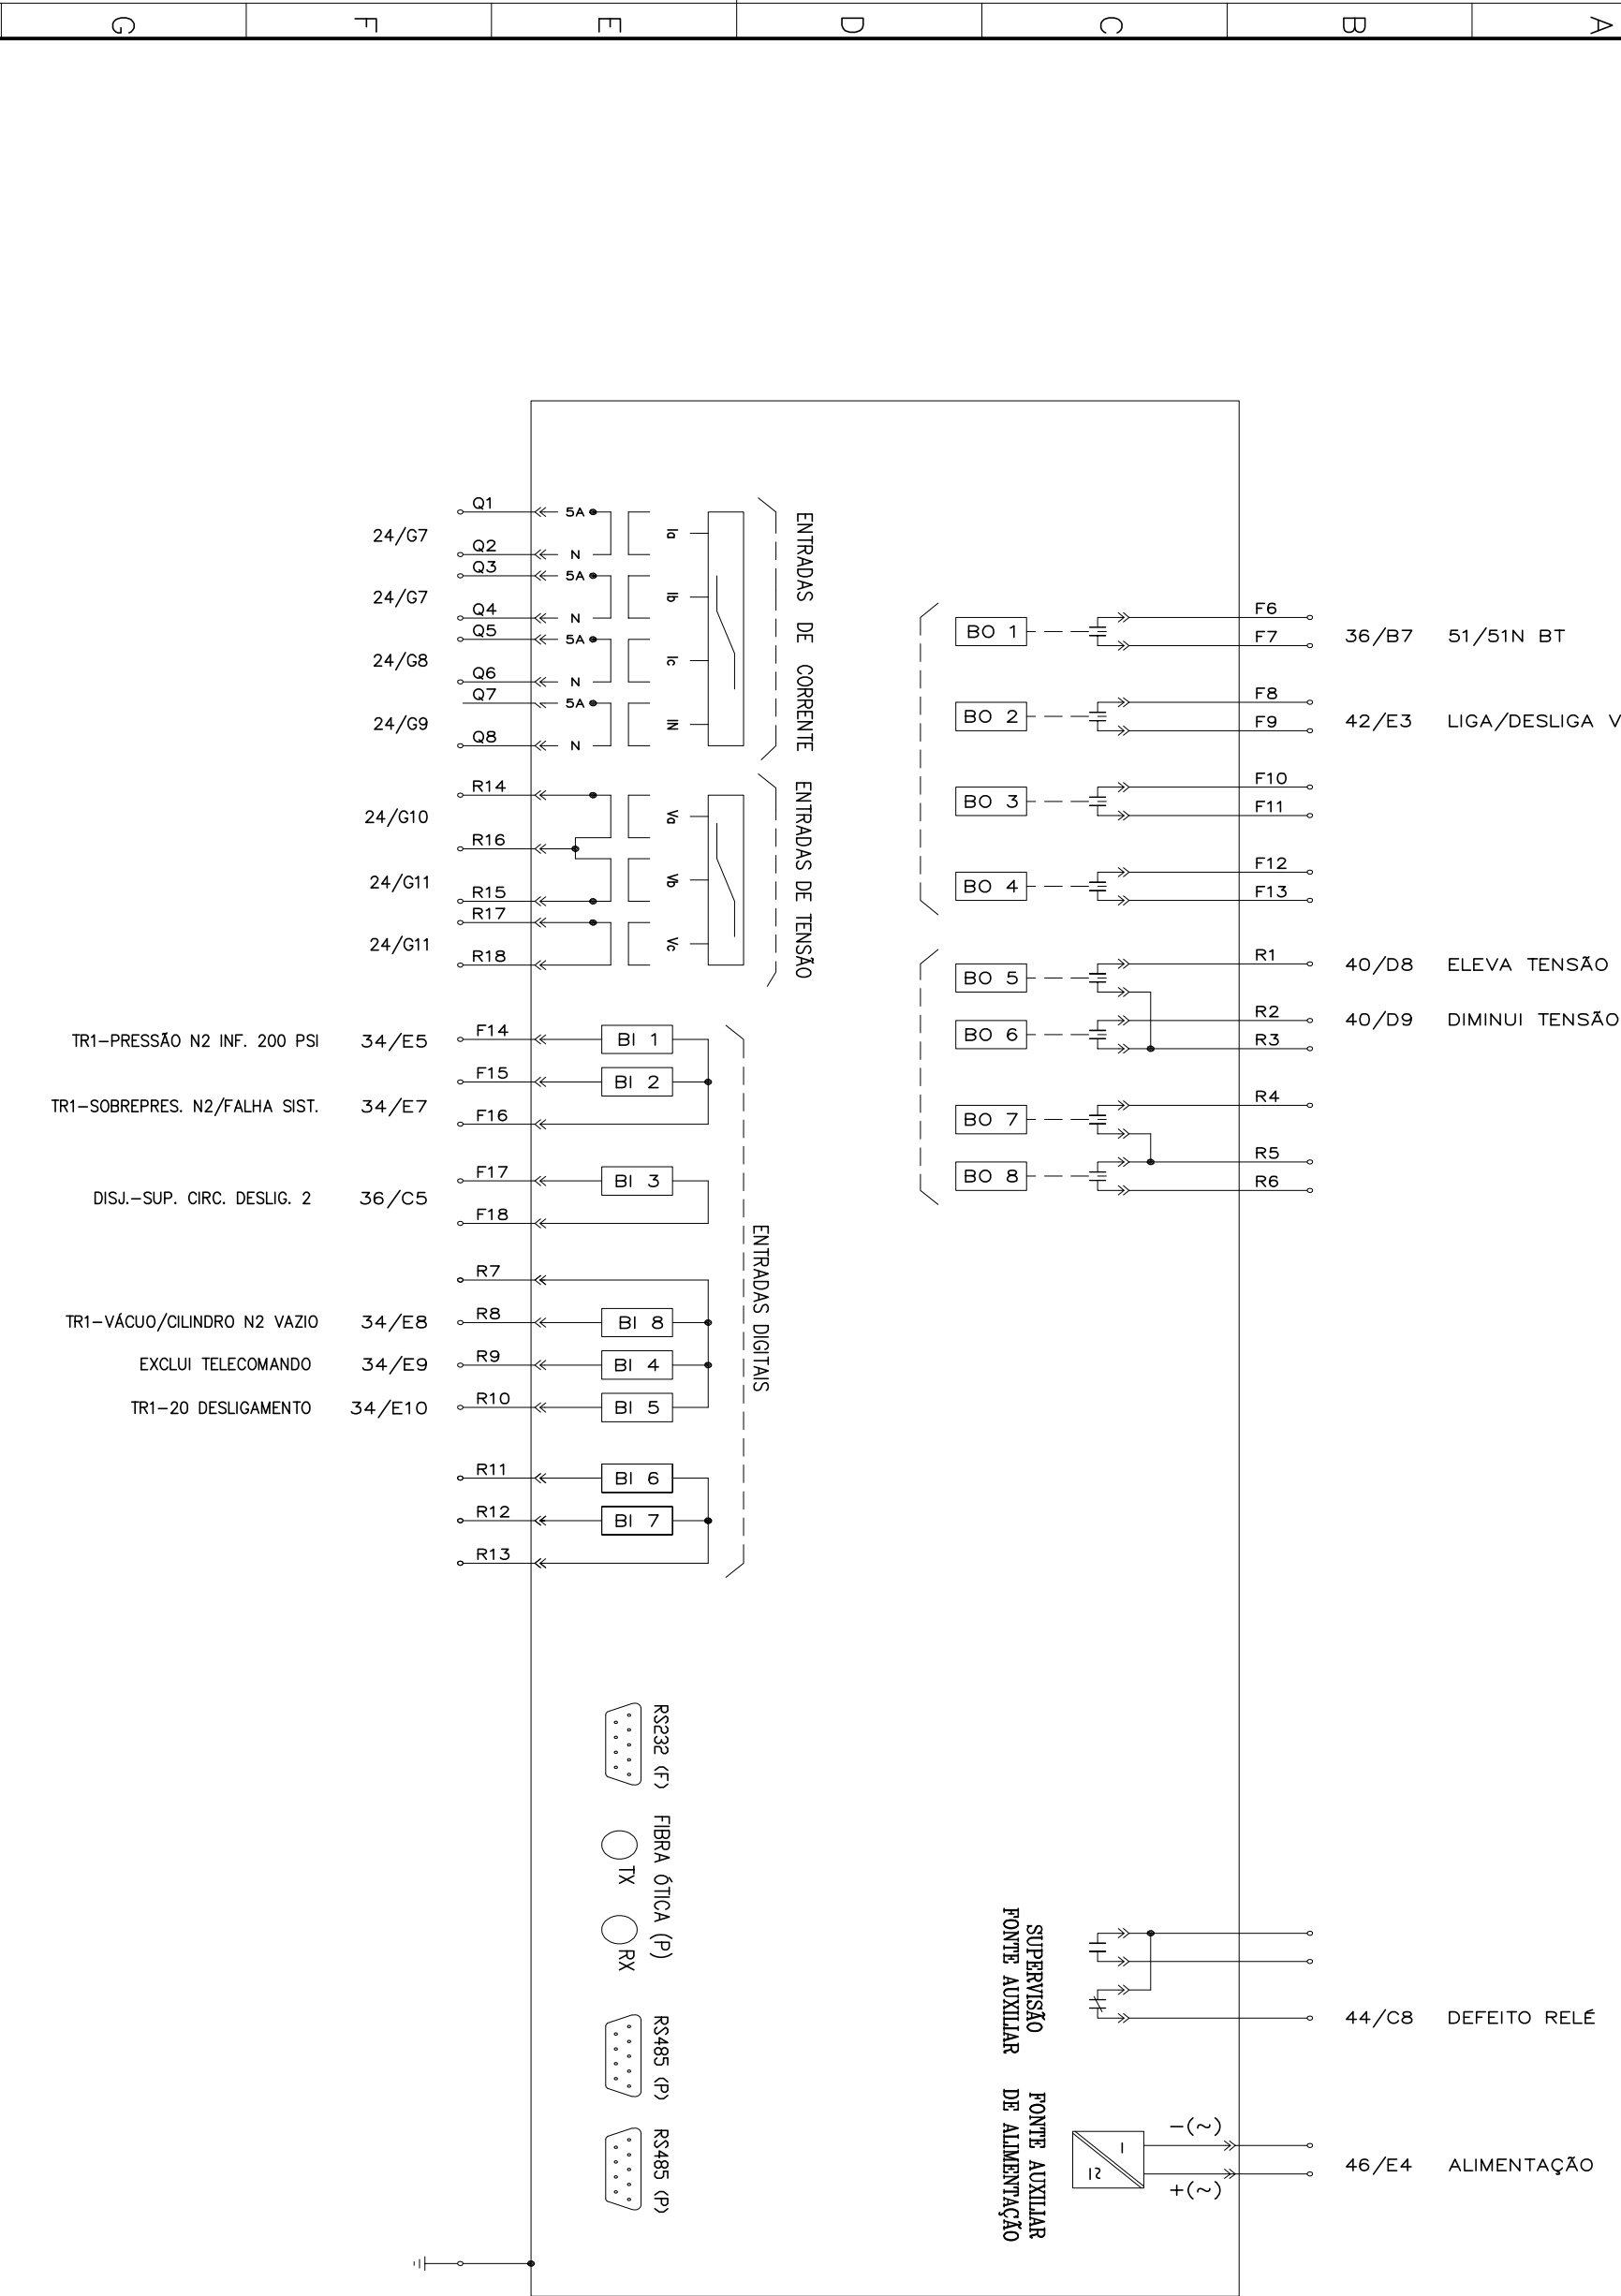 G F E D C B A
Q1
5A
24/G7
Ia
Q2
N
Q3
5A
24/G7
Ib
Q4
N
Q5
5A
24/G8
Ic
Q6
N
Q7
5A
24/G9
IN
Q8
N
ENTRADAS DE CORRENTE
R14
24/G10
Va
R16
24/G11
Vb
R15
R17
24/G11
Vc
R18
ENTRADAS DE TENSÃO
TR1-PRESSÃO N2 INF. 200 PSI 34/E5 F14 BI 1
F15 BI 2
TR1-SOBREPRES. N2/FALHA SIST. 34/E7
F16
F17 BI 3
DISJ.-SUP. CIRC. DESLIG. 2 36/C5
F18
R7
TR1-VÁCUO/CILINDRO N2 VAZIO 34/E8 R8 BI 8
EXCLUI TELECOMANDO 34/E9 R9 BI 4
TR1-20 DESLIGAMENTO 34/E10 R10 BI 5
R11 BI 6
R12 BI 7
R13
ENTRADAS DIGITAIS
RS232 (F)
FIBRA ÓTICA (P)
TX
RX
RS485 (P)
RS485 (P)
F6
BO 1 36/B7 51/51N BT
F7
F8
BO 2 42/E3 LIGA/DESLIGA V
F9
F10
BO 3
F11
F12
BO 4
F13
R1 40/D8 ELEVA TENSÃO
BO 5
R2 40/D9 DIMINUI TENSÃO
BO 6
R3
R4
BO 7
R5
BO 8
R6
SUPERVISÃO
FONTE AUXILIAR
44/C8 DEFEITO RELÉ
FONTE AUXILIAR
DE ALIMENTAÇÃO
-(~)
46/E4 ALIMENTAÇÃO
+(~)